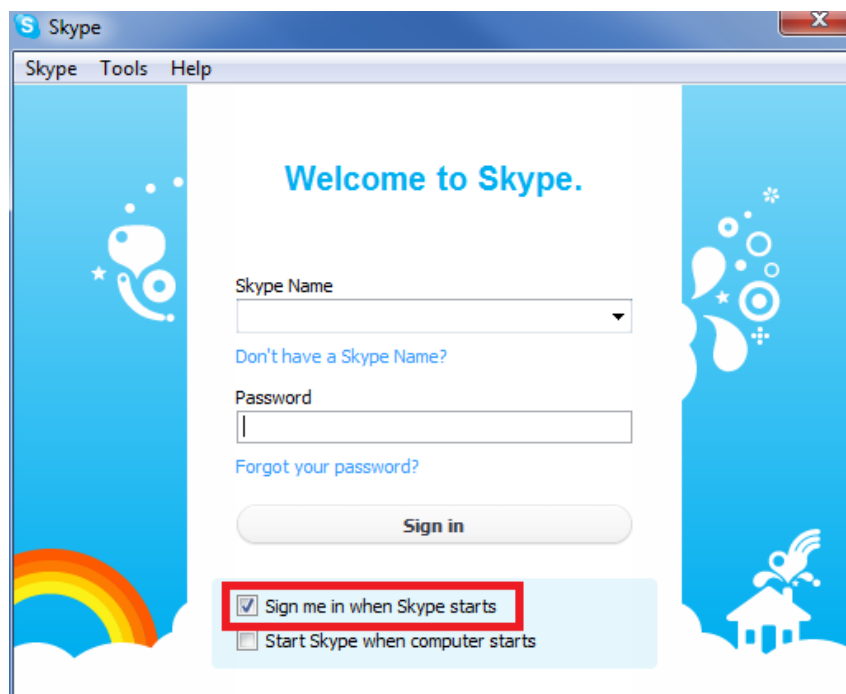 Skype
Skype Tools Help
Welcome to Skype.
Skype Name
Don't have a Skype Name?
Password
Forgot your password?
Sign in
Sign me in when Skype starts
Start Skype when computer starts